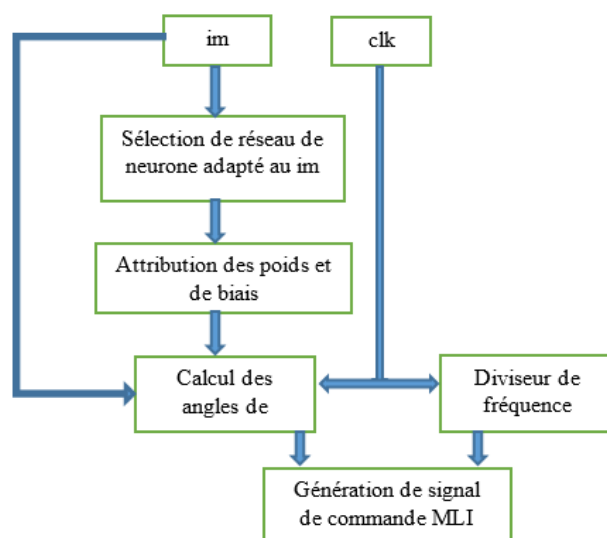 im
clk
Sélection de réseau de
neurone adapté au im
Attribution des poids et
de biais
Calcul des
angles de
Diviseur de
fréquence
Génération de signal
de commande MLI